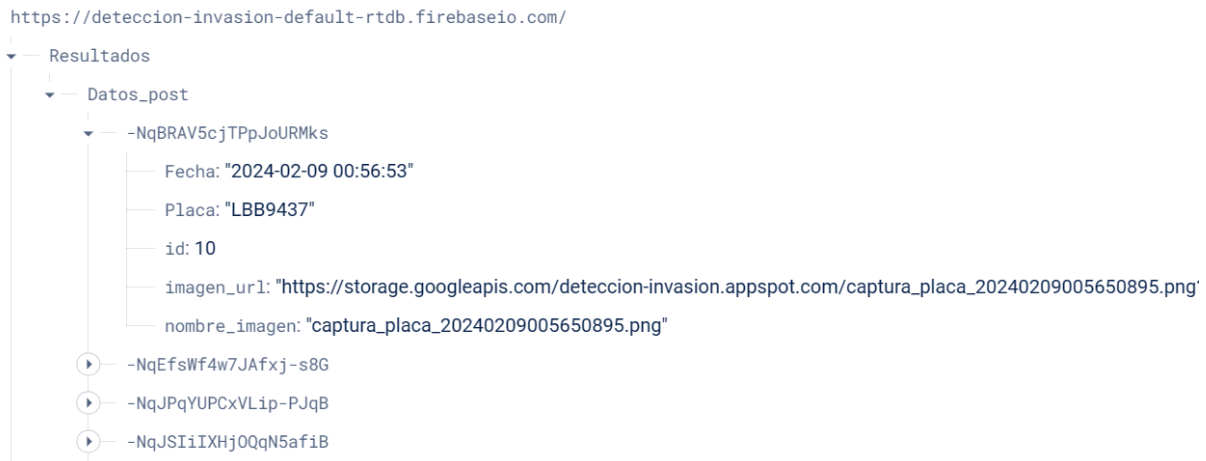 https://deteccion-invasion-default-rtdb.firebaseio.com/
Resultados
Datos_post
-NqBRAV5cjTPpJoURMks
Fecha: "2024-02-09 00:56:53"
Placa: "LBB9437"
id: 10
imagen_url: "https://storage.googleapis.com/deteccion-invasion.appspot.com/captura_placa_20240209005650895.png"
nombre_imagen: "captura_placa_20240209005650895.png"
-NqEfsWf4w7JAfxj-s8G
-NqJPqYUPCxVLip-PJqB
-NqJSIiIXHjOQqN5afiB